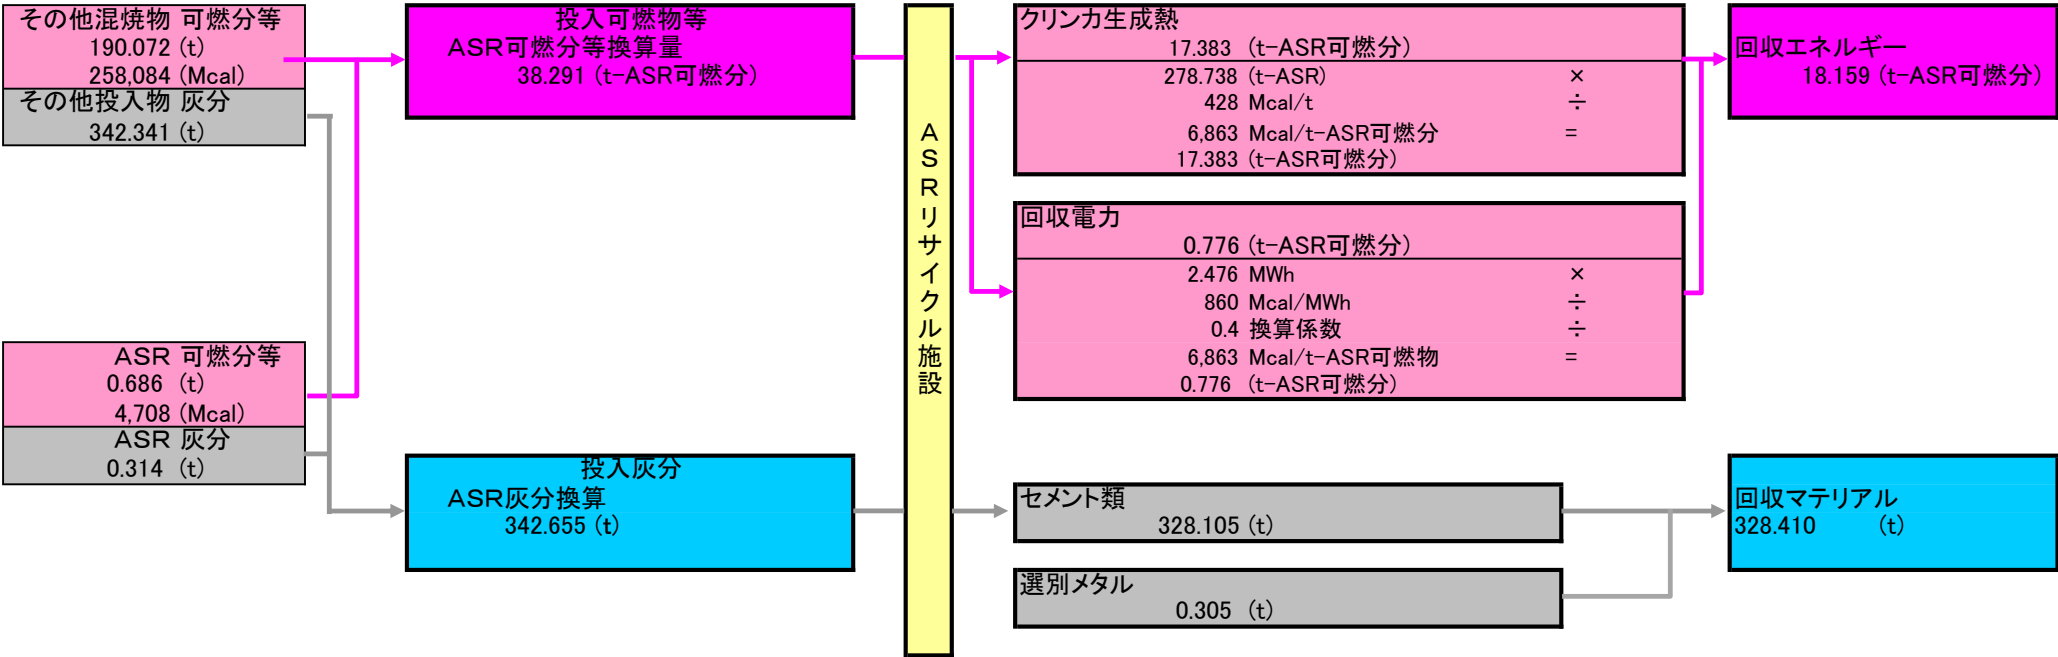 その他混焼物 可燃分等
190.072 (t)
258,084 (Mcal)
その他投入物 灰分
342.341 (t)
ASR 可燃分等
0.686 (t)
4,708 (Mcal)
ASR 灰分
0.314 (t)
投入可燃物等
ASR可燃分等換算量
38.291 (t-ASR可燃分)
投入灰分
ASR灰分換算
342.655 (t)
ASRリサイクル施設
クリンカ生成熱
17.383 (t-ASR可燃分)
278.738 (t-ASR) ×
428 Mcal/t ÷
6,863 Mcal/t-ASR可燃分 =
17.383 (t-ASR可燃分)
回収電力
0.776 (t-ASR可燃分)
2.476 MWh ×
860 Mcal/MWh ÷
0.4 換算係数 ÷
6,863 Mcal/t-ASR可燃物 =
0.776 (t-ASR可燃分)
セメント類
328.105 (t)
選別メタル
0.305 (t)
回収エネルギー
18.159 (t-ASR可燃分)
回収マテリアル
328.410 (t)